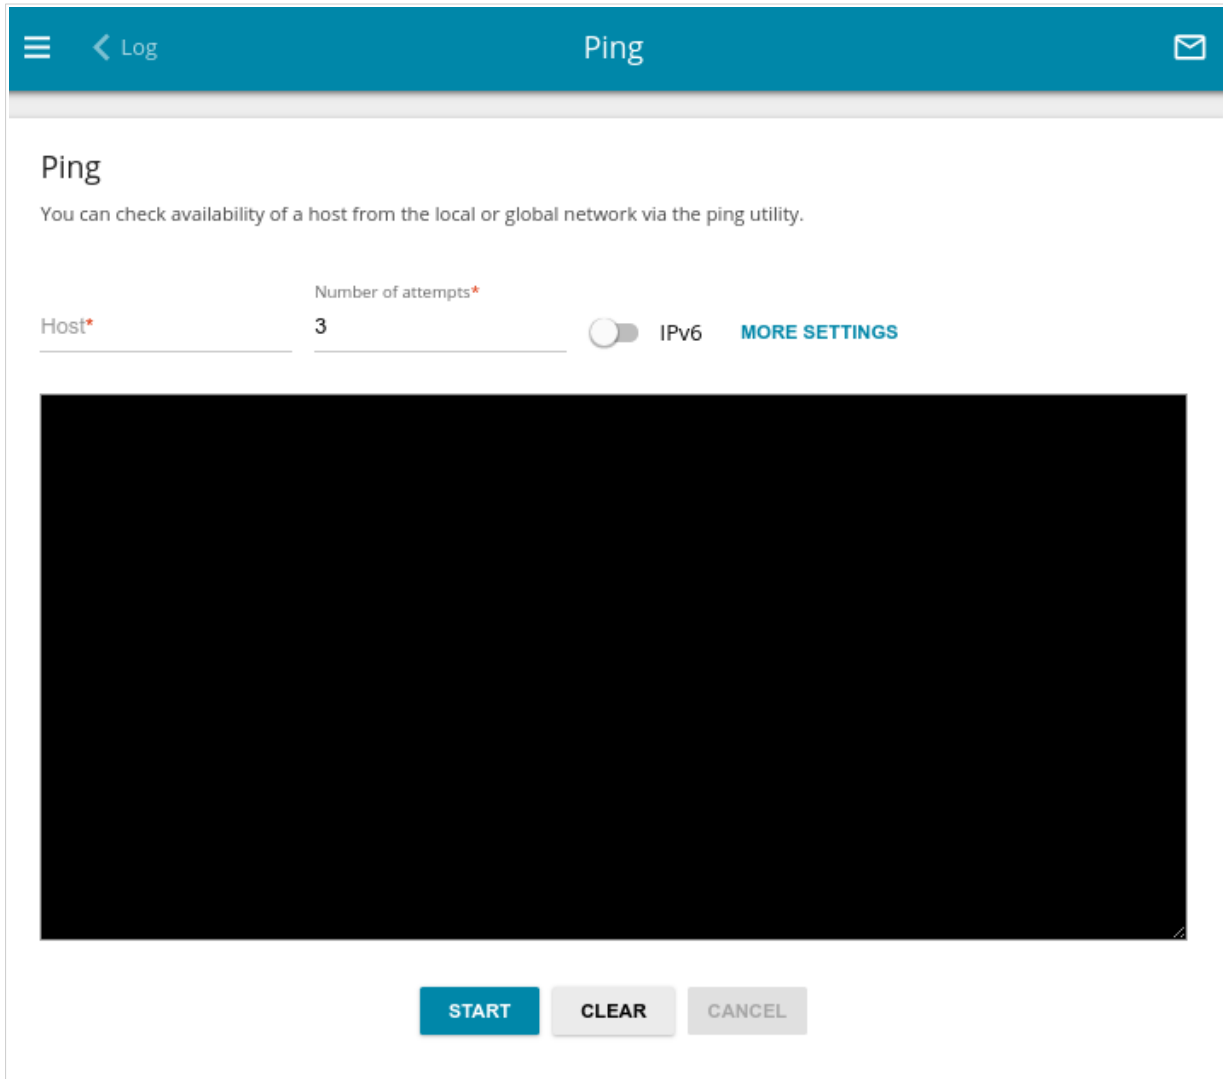 Log
Ping
Ping
You can check availability of a host from the local or global network via the ping utility.
Number of attempts*
Host*
3
IPv6
MORE SETTINGS
START
CLEAR
CANCEL